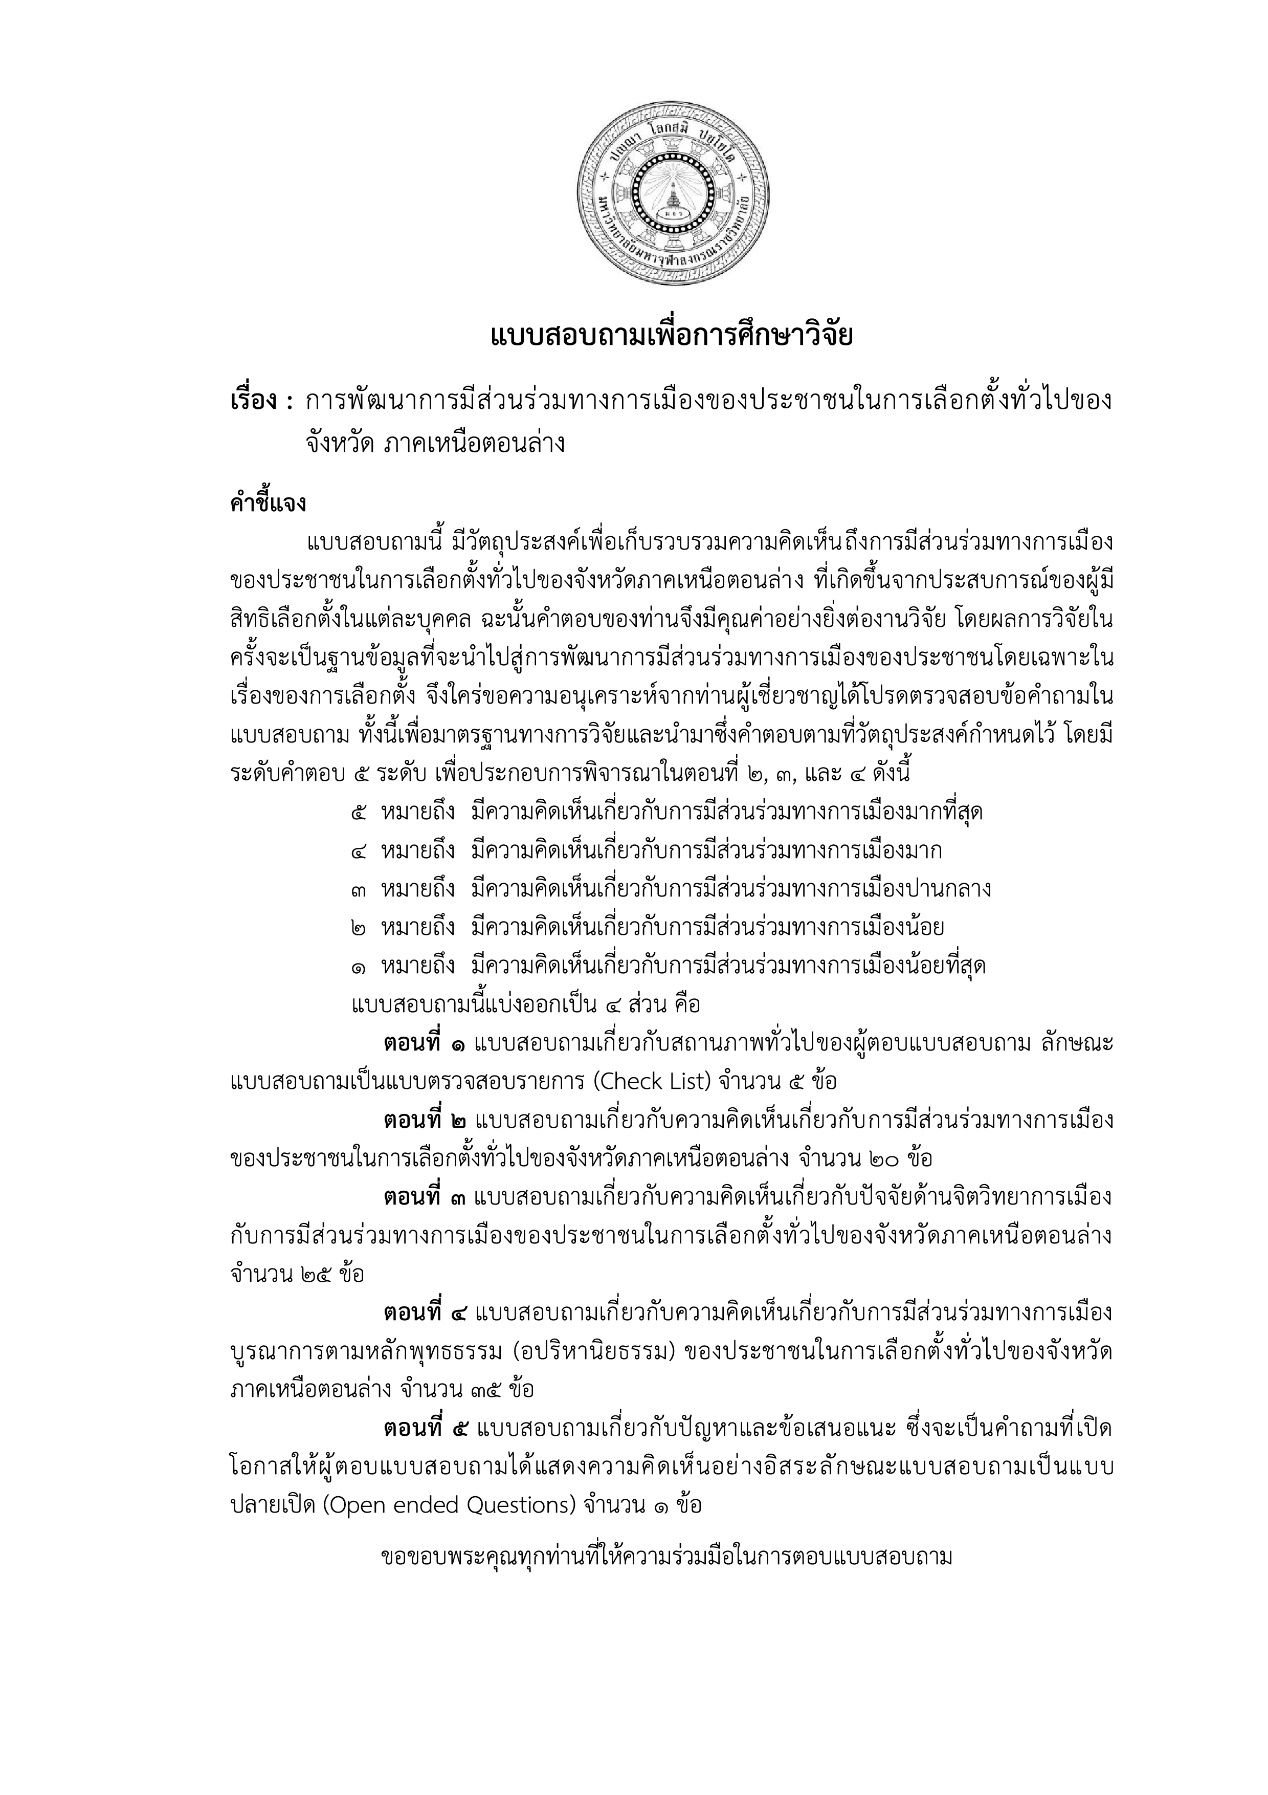 ปญฺญา โลกสฺมิ ปชฺโชโต
ม จ ร
มหาวิทยาลัยมหาจุฬาลงกรณราชวิทยาลัย
แบบสอบถามเพื่อการศึกษาวิจัย
เรื่อง : การพัฒนาการมีส่วนร่วมทางการเมืองของประชาชนในการเลือกตั้งทั่วไปของ
จังหวัด ภาคเหนือตอนล่าง
คำชี้แจง
แบบสอบถามนี้ มีวัตถุประสงค์เพื่อเก็บรวบรวมความคิดเห็นถึงการมีส่วนร่วมทางการเมือง
ของประชาชนในการเลือกตั้งทั่วไปของจังหวัดภาคเหนือตอนล่าง ที่เกิดขึ้นจากประสบการณ์ของผู้มี
สิทธิเลือกตั้งในแต่ละบุคคล ฉะนั้นคำตอบของท่านจึงมีคุณค่าอย่างยิ่งต่องานวิจัย โดยผลการวิจัยใน
ครั้งจะเป็นฐานข้อมูลที่จะนำไปสู่การพัฒนาการมีส่วนร่วมทางการเมืองของประชาชนโดยเฉพาะใน
เรื่องของการเลือกตั้ง จึงใคร่ขอความอนุเคราะห์จากท่านผู้เชี่ยวชาญได้โปรดตรวจสอบข้อคำถามใน
แบบสอบถาม ทั้งนี้เพื่อมาตรฐานทางการวิจัยและนำมาซึ่งคำตอบตามที่วัตถุประสงค์กำหนดไว้ โดยมี
ระดับคำตอบ ๕ ระดับ เพื่อประกอบการพิจารณาในตอนที่ ๒, ๓, และ ๔ ดังนี้
๕ หมายถึง มีความคิดเห็นเกี่ยวกับการมีส่วนร่วมทางการเมืองมากที่สุด
๔ หมายถึง มีความคิดเห็นเกี่ยวกับการมีส่วนร่วมทางการเมืองมาก
๓ หมายถึง มีความคิดเห็นเกี่ยวกับการมีส่วนร่วมทางการเมืองปานกลาง
๒ หมายถึง มีความคิดเห็นเกี่ยวกับการมีส่วนร่วมทางการเมืองน้อย
๑ หมายถึง มีความคิดเห็นเกี่ยวกับการมีส่วนร่วมทางการเมืองน้อยที่สุด
แบบสอบถามนี้แบ่งออกเป็น ๔ ส่วน คือ
ตอนที่ ๑ แบบสอบถามเกี่ยวกับสถานภาพทั่วไปของผู้ตอบแบบสอบถาม ลักษณะ
แบบสอบถามเป็นแบบตรวจสอบรายการ (Check List) จำนวน ๕ ข้อ
ตอนที่ ๒ แบบสอบถามเกี่ยวกับความคิดเห็นเกี่ยวกับการมีส่วนร่วมทางการเมือง
ของประชาชนในการเลือกตั้งทั่วไปของจังหวัดภาคเหนือตอนล่าง จำนวน ๒๐ ข้อ
ตอนที่ ๓ แบบสอบถามเกี่ยวกับความคิดเห็นเกี่ยวกับปัจจัยด้านจิตวิทยาการเมือง
กับการมีส่วนร่วมทางการเมืองของประชาชนในการเลือกตั้งทั่วไปของจังหวัดภาคเหนือตอนล่าง
จำนวน ๒๕ ข้อ
ตอนที่ ๔ แบบสอบถามเกี่ยวกับความคิดเห็นเกี่ยวกับการมีส่วนร่วมทางการเมือง
บูรณาการตามหลักพุทธธรรม (อปริหานิยธรรม) ของประชาชนในการเลือกตั้งทั่วไปของจังหวัด
ภาคเหนือตอนล่าง จำนวน ๓๕ ข้อ
ตอนที่ ๕ แบบสอบถามเกี่ยวกับปัญหาและข้อเสนอแนะ ซึ่งจะเป็นคำถามที่เปิด
โอกาสให้ผู้ตอบแบบสอบถามได้แสดงความคิดเห็นอย่างอิสระลักษณะแบบสอบถามเป็นแบบ
ปลายเปิด (Open ended Questions) จำนวน ๑ ข้อ
ขอขอบพระคุณทุกท่านที่ให้ความร่วมมือในการตอบแบบสอบถาม